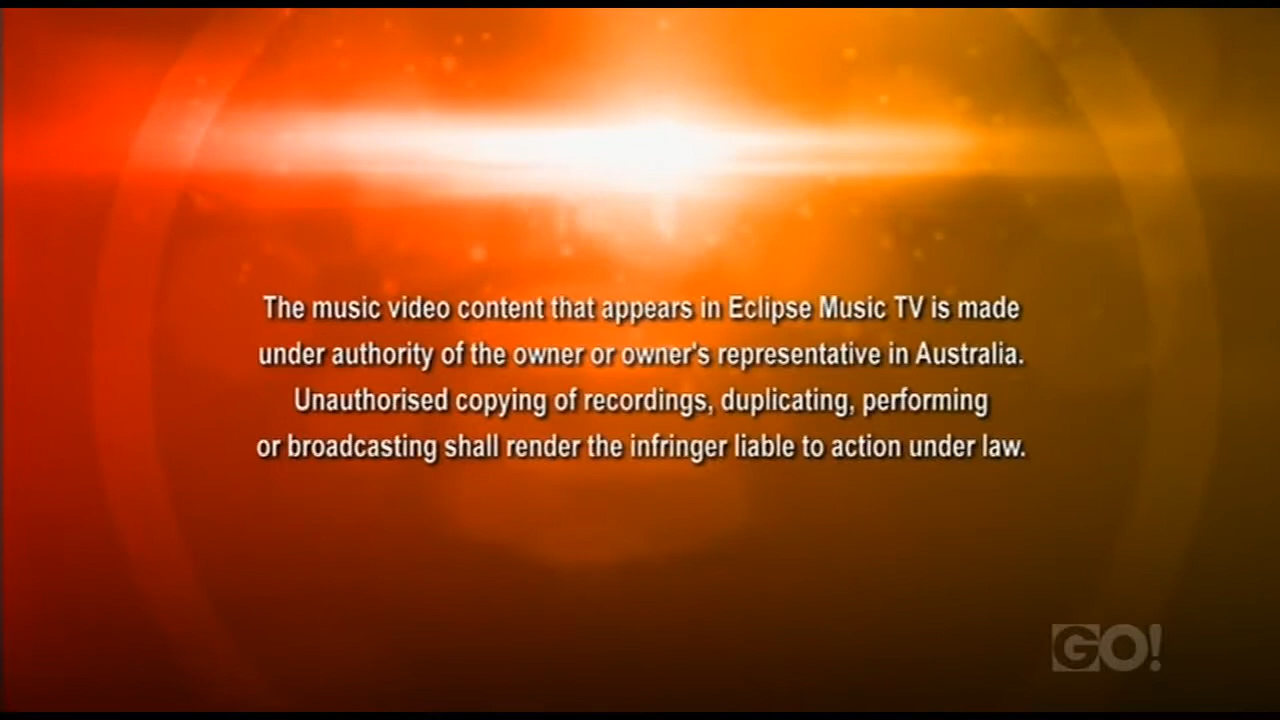 The music video content that appears in Eclipse Music TV is made
under authority of the owner or owner's representative in Australia.
Unauthorised copying of recordings, duplicating, performing
or broadcasting shall render the infringer liable to action under law.
GO!